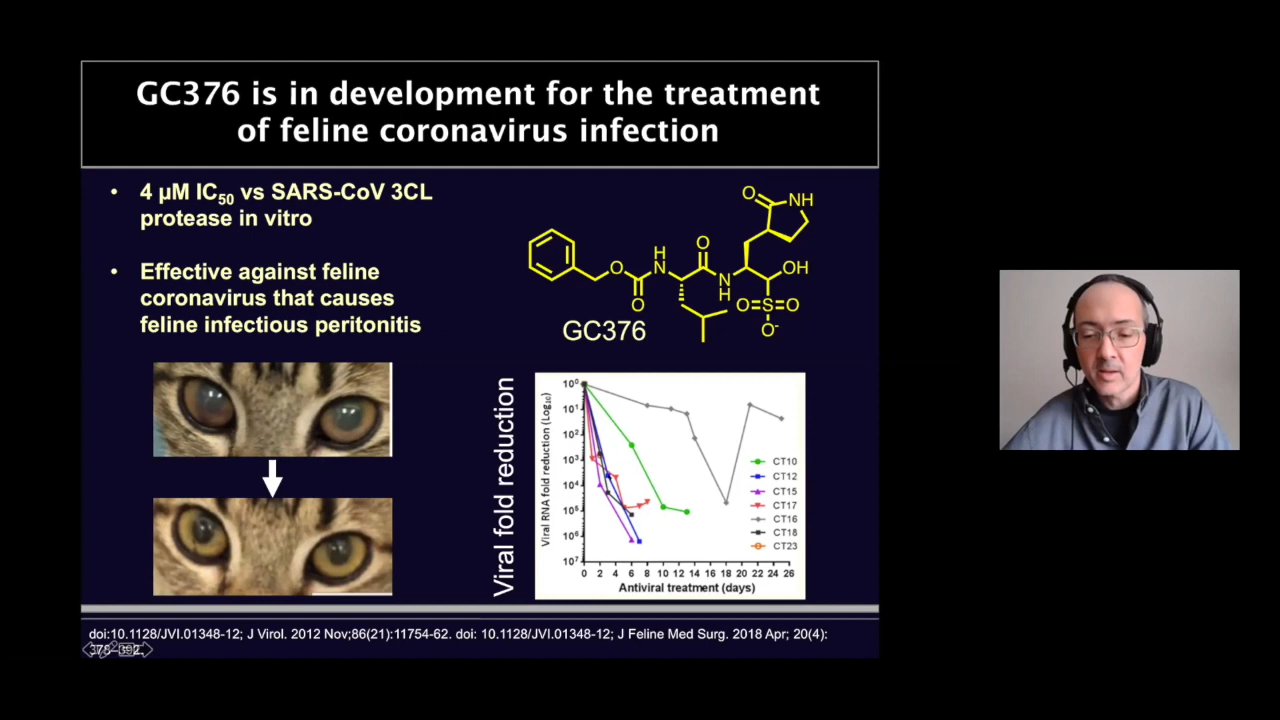 GC376 is in development for the treatment
of feline coronavirus infection
• 4 µM IC50 vs SARS-CoV 3CL
protease in vitro
• Effective against feline
coronavirus that causes
feline infectious peritonitis
O
NH
H
N
O
O
O
N
H
OH
O=S=O
O-
GC376
Viral fold reduction
Viral RNA fold reduction (Log10)
10^0
10^1
10^2
10^3
10^4
10^5
10^6
10^7
CT10
CT12
CT15
CT17
CT16
CT18
CT23
0 2 4 6 8 10 12 14 16 18 20 22 24 26
Antiviral treatment (days)
doi:10.1128/JVI.01348-12; J Virol. 2012 Nov;86(21):11754-62. doi: 10.1128/JVI.01348-12; J Feline Med Surg. 2018 Apr; 20(4):